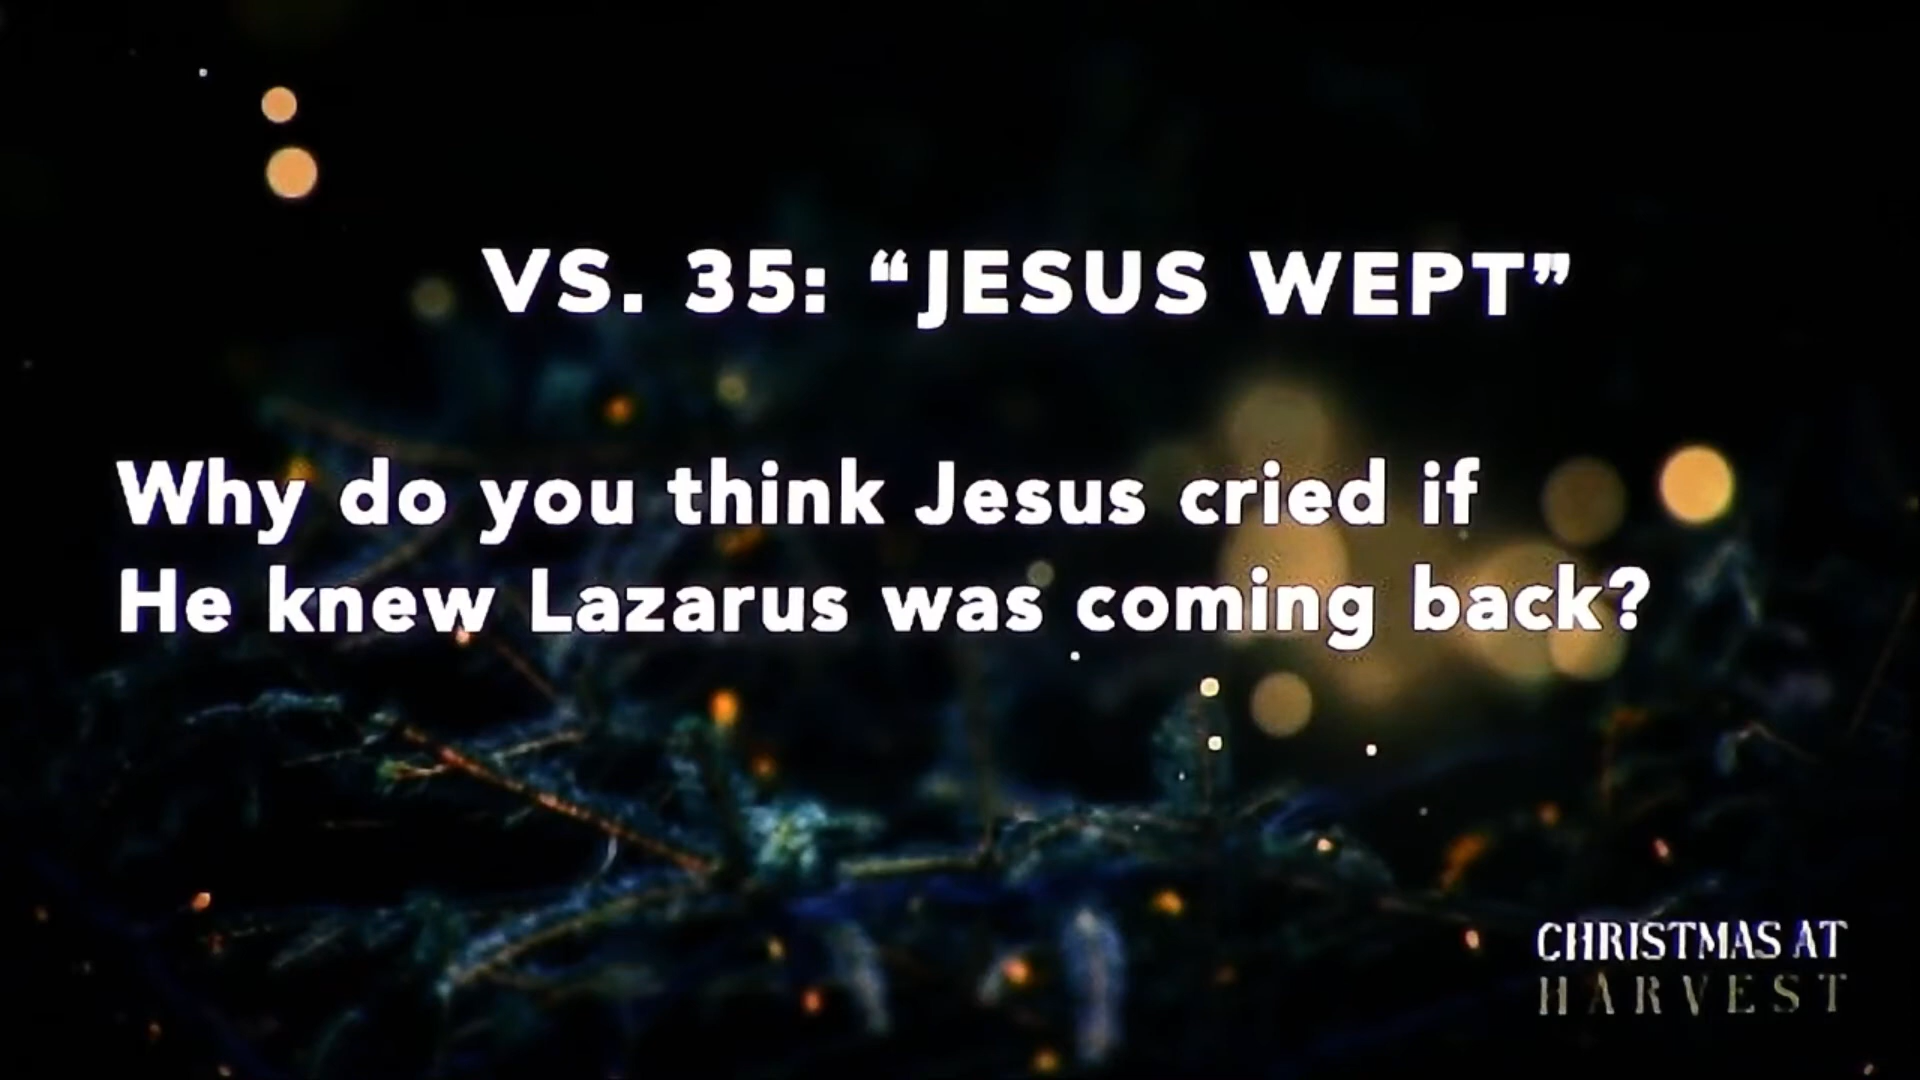 VS. 35: “JESUS WEPT”
Why do you think Jesus cried if
He knew Lazarus was coming back?
CHRISTMAS AT
HARVEST